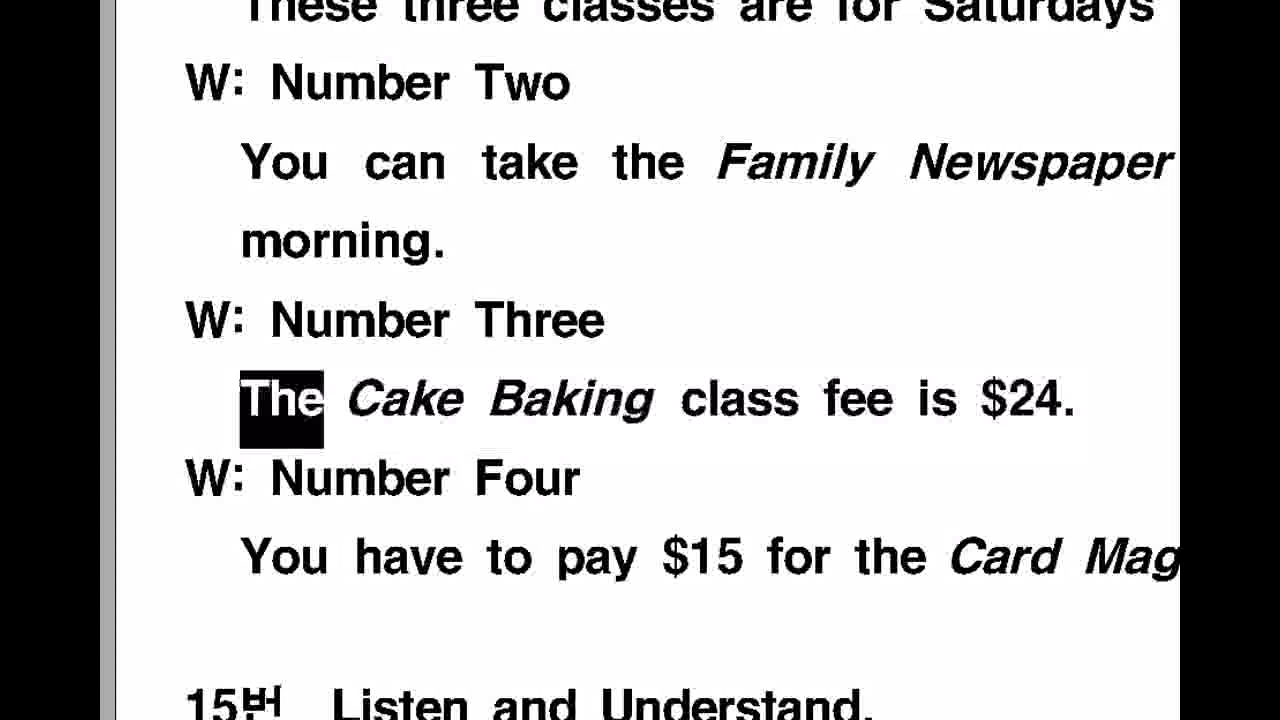 These three classes are for Saturdays
W: Number Two
You can take the Family Newspaper
morning.
W: Number Three
The Cake Baking class fee is $24.
W: Number Four
You have to pay $15 for the Card Mag
15번 Listen and Understand.